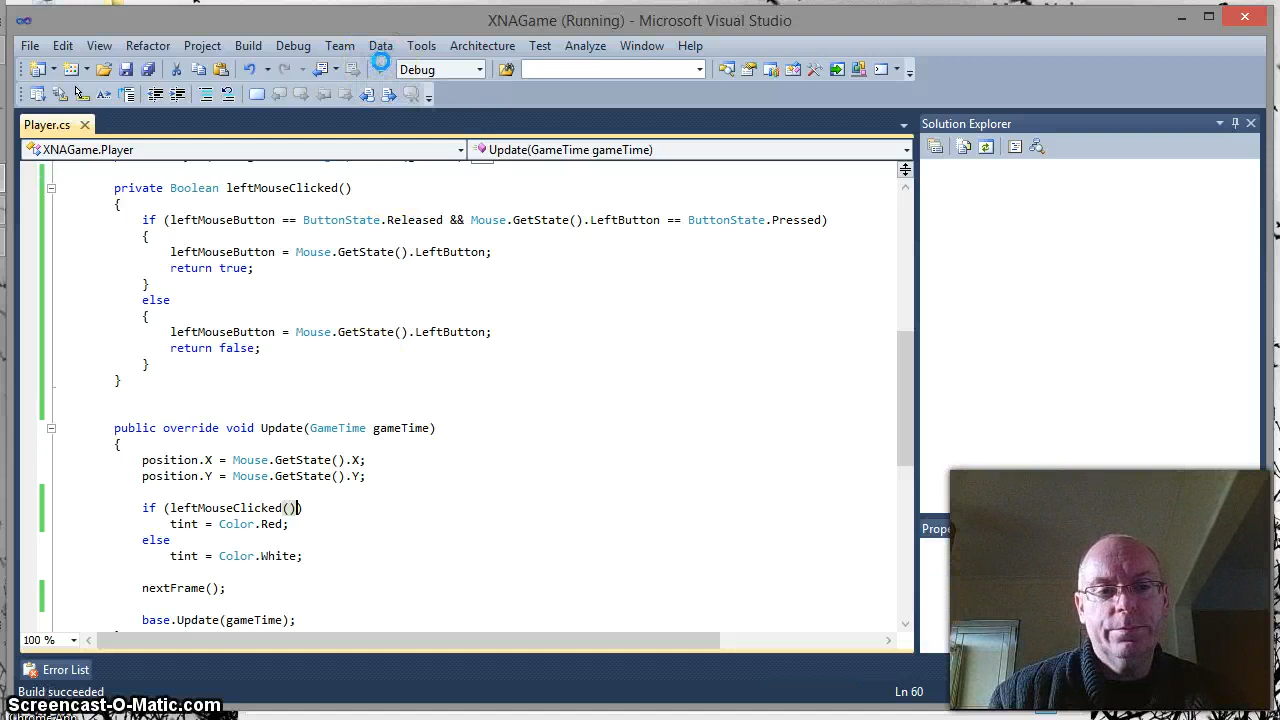 XNAGame (Running) - Microsoft Visual Studio
File Edit View Refactor Project Build Debug Team Data Tools Architecture Test Analyze Window Help
Debug
Player.cs
Solution Explorer
XNAGame.Player
Update(GameTime gameTime)
private Boolean leftMouseClicked()
{
if (leftMouseButton == ButtonState.Released && Mouse.GetState().LeftButton == ButtonState.Pressed)
{
leftMouseButton = Mouse.GetState().LeftButton;
return true;
}
else
{
leftMouseButton = Mouse.GetState().LeftButton;
return false;
}
}
public override void Update(GameTime gameTime)
{
position.X = Mouse.GetState().X;
position.Y = Mouse.GetState().Y;
if (leftMouseClicked())
tint = Color.Red;
else
tint = Color.White;
nextFrame();
base.Update(gameTime);
Prope
100 %
Error List
Build succeeded
Ln 60
Screencast-O-Matic.com